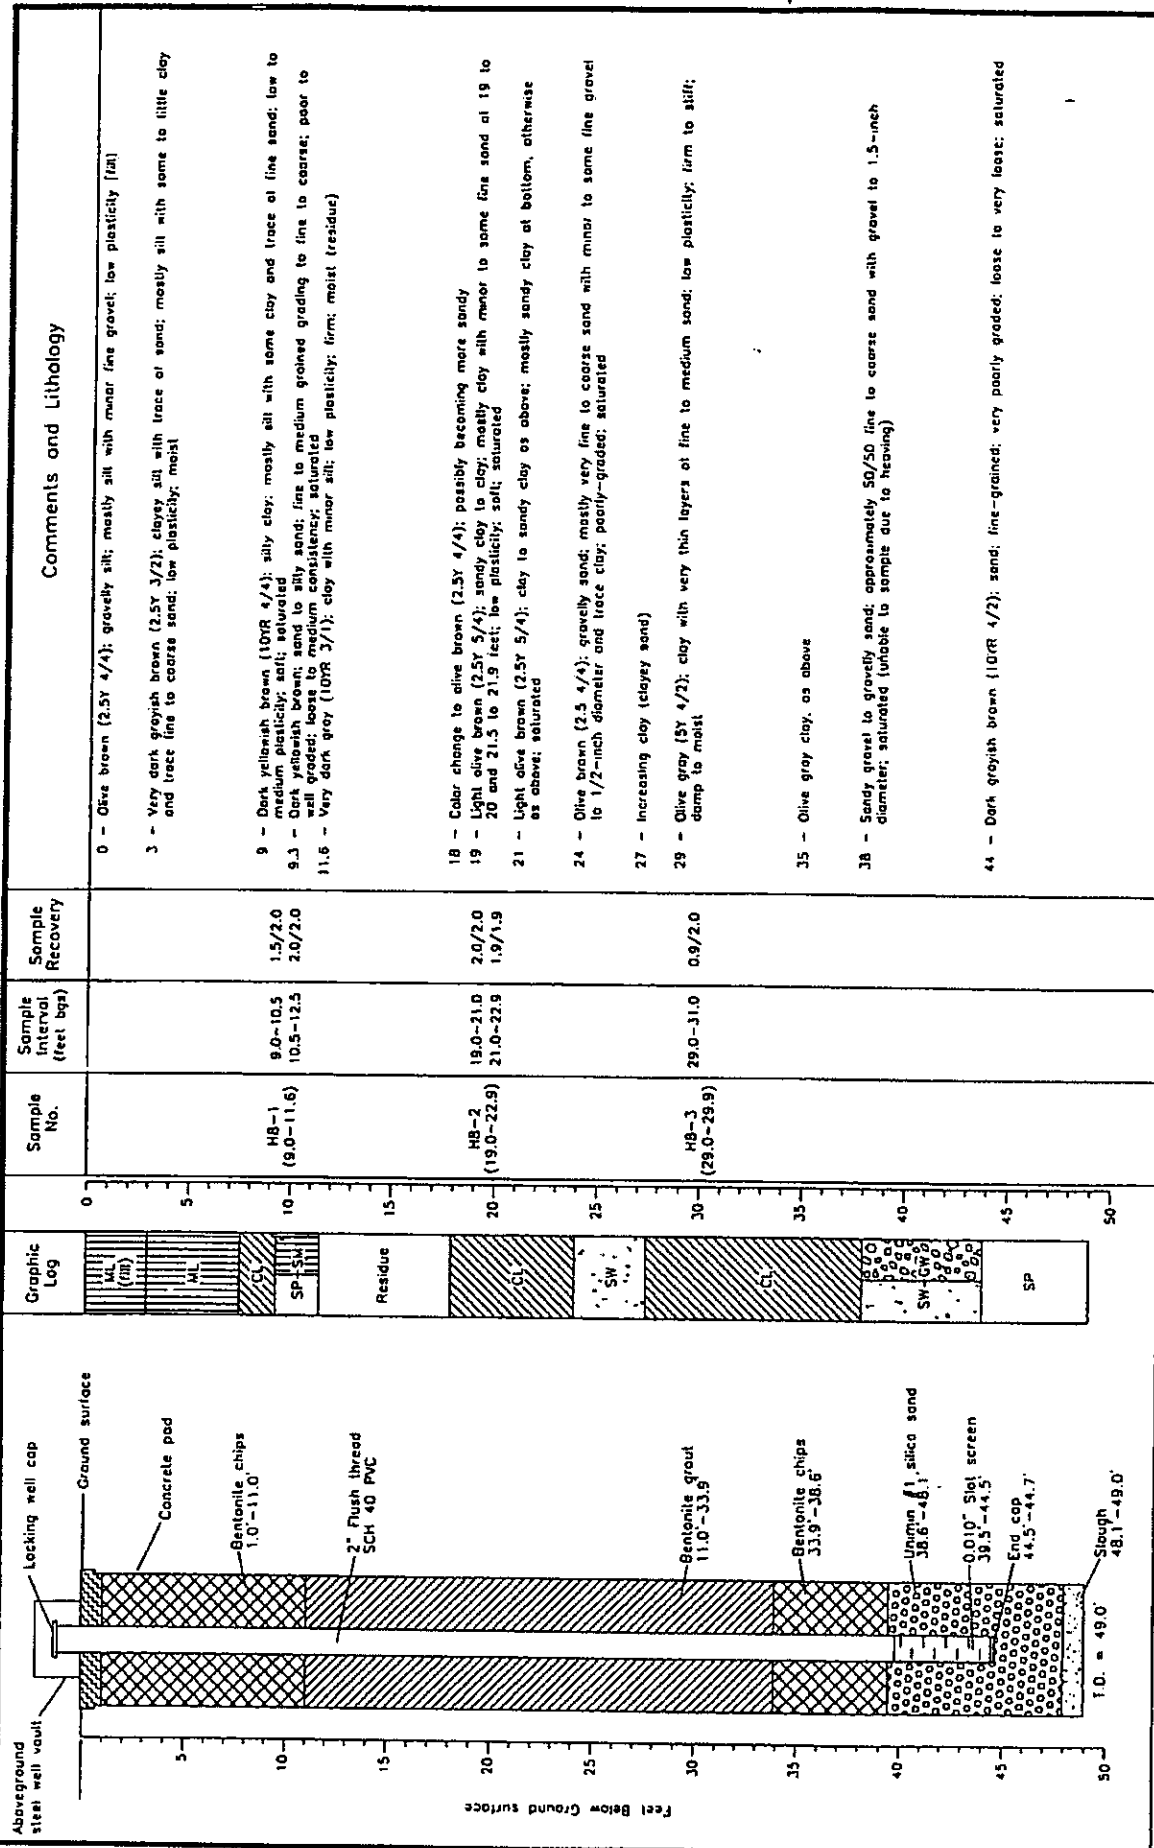 Aboveground
steel well vault
Locking well cap
Ground surface
Concrete pad
Bentonite chips
1.0'-11.0'
2" Flush thread
SCH 40 PVC
Bentonite grout
11.0'-33.9'
Bentonite chips
33.9'-38.6'
Unimin #1 silica sand
38.6'-48.1'
0.010" Slot screen
39.5'-44.5'
End cap
44.5'-44.7'
Slough
48.1'-49.0'
T.D. = 49.0'
Feet Below Ground surface
5
10
15
20
25
30
35
40
45
50
Graphic
Log
ML
(fill)
ML
CL
SP-SM
Residue
CL
SW
CL
SW-GW
SP
0
5
10
15
20
25
30
35
40
45
50
Sample
No.
HB-1
(9.0-11.6)
HB-2
(19.0-22.9)
HB-3
(29.0-29.9)
Sample
Interval
(feet bgs)
9.0-10.5
10.5-12.5
19.0-21.0
21.0-22.9
29.0-31.0
Sample
Recovery
1.5/2.0
2.0/2.0
2.0/2.0
1.9/1.9
0.9/2.0
Comments and Lithology
0 - Olive brown (2.5Y 4/4); gravelly silt; mostly silt with minor fine gravel; low plasticity [fill]
3 - Very dark grayish brown (2.5Y 3/2); clayey silt with trace of sand; mostly silt with some to little clay
and trace fine to coarse sand; low plasticity; moist
9 - Dark yellowish brown (10YR 4/4); silty clay; mostly silt with some clay and trace of fine sand; low to
medium plasticity; soft; saturated
9.3 - Dark yellowish brown; sand to silty sand; fine to medium grained grading to fine to coarse; poor to
well graded; loose to medium consistency; saturated
11.6 - Very dark gray (10YR 3/1); clay with minor silt; low plasticity; firm; moist (residue)
18 - Color change to olive brown (2.5Y 4/4); possibly becoming more sandy
19 - Light olive brown (2.5Y 5/4); sandy clay to clay; mostly clay with minor to some fine sand at 19 to
20 and 21.5 to 21.9 feet; low plasticity; soft; saturated
21 - Light olive brown (2.5Y 5/4); clay to sandy clay as above; mostly sandy clay at bottom, otherwise
as above; saturated
24 - Olive brown (2.5 4/4); gravelly sand; mostly very fine to coarse sand with minor to some fine gravel
to 1/2-inch diameter and trace clay; poorly-graded; saturated
27 - Increasing clay (clayey sand)
29 - Olive gray (5Y 4/2); clay with very thin layers of fine to medium sand; low plasticity; firm to stiff;
damp to moist
35 - Olive gray clay, as above
38 - Sandy gravel to gravelly sand; approximately 50/50 fine to coarse sand with gravel to 1.5-inch
diameter; saturated (unable to sample due to heaving)
44 - Dark grayish brown (10YR 4/2); sand; fine-grained; very poorly graded; loose to very loose; saturated